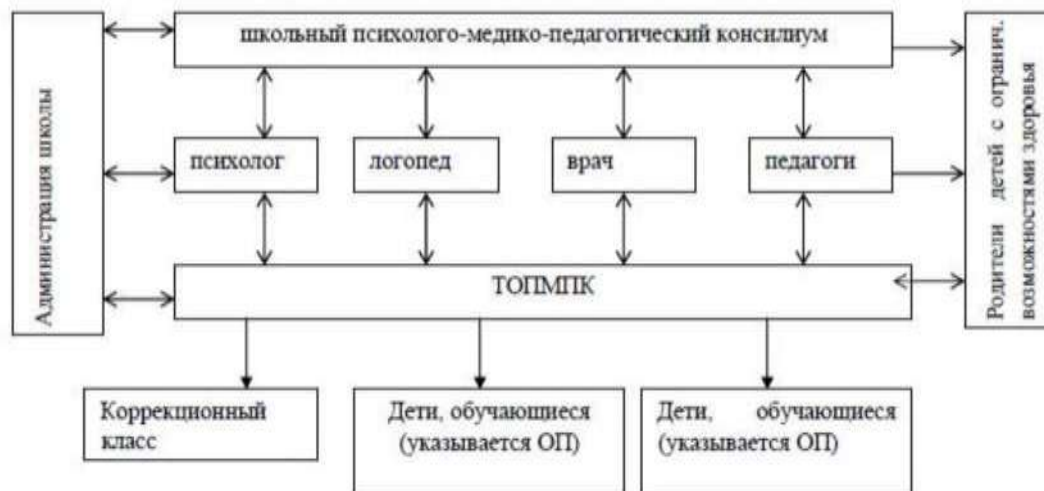 Администрация школы
школьный психолого-медико-педагогический консилиум
Родители детей с огранич.
возможностями здоровья
психолог
логопед
врач
педагоги
ТОПМПК
Коррекционный
класс
Дети, обучающиеся
(указывается ОП)
Дети, обучающиеся
(указывается ОП)